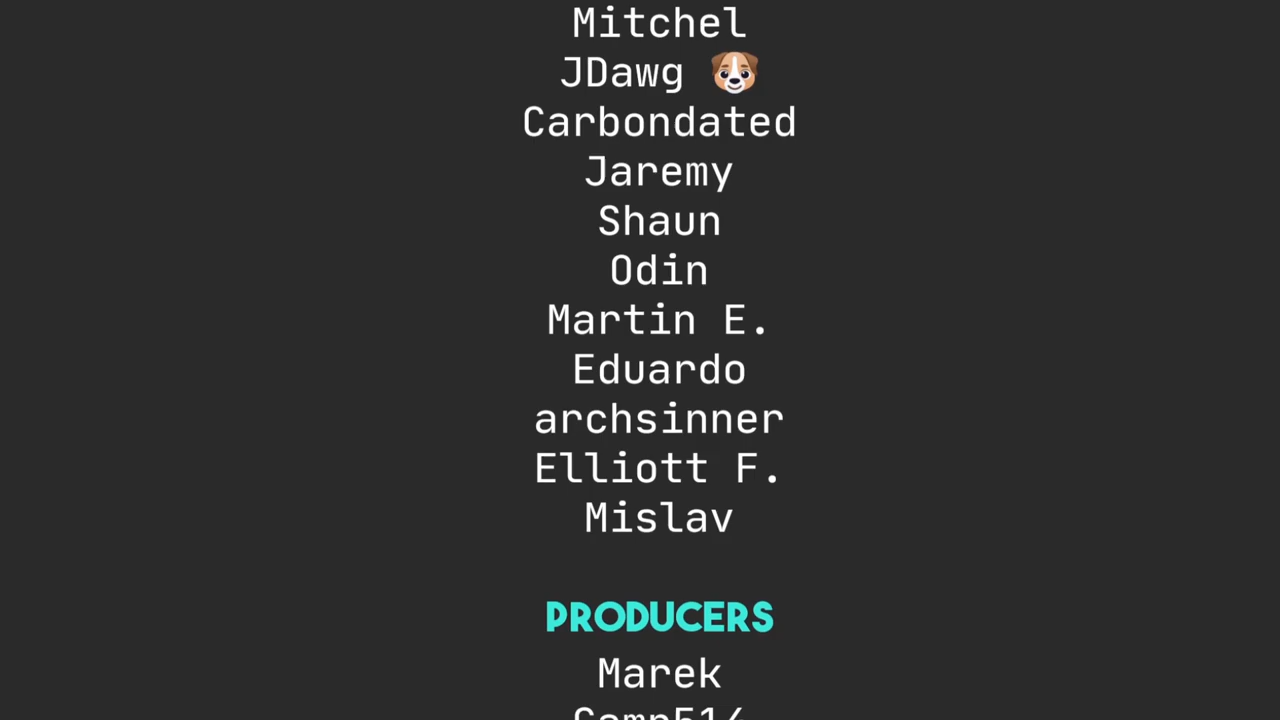 Mitchel
JDawg 🐶
Carbondated
Jaremy
Shaun
Odin
Martin E.
Eduardo
archsinner
Elliott F.
Mislav
PRODUCERS
Marek